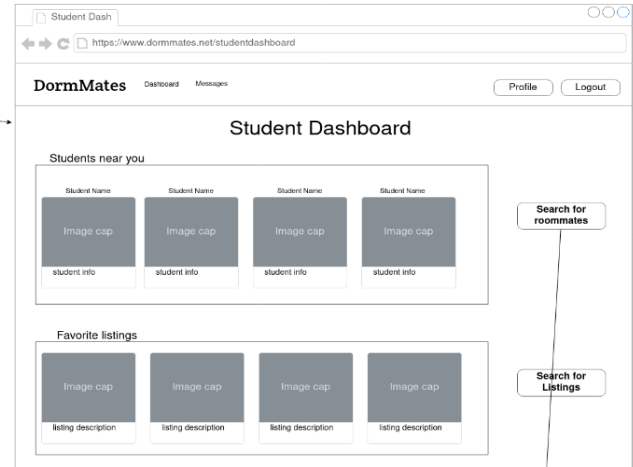 Student Dash
https://www.dormmates.net/studentdashboard
DormMates Dashboard Messages Profile Logout
Student Dashboard
Students near you
Student Name Student Name Student Name Student Name
Image cap Image cap Image cap Image cap
student info student info student info student info
Search for
roommates
Favorite listings
Image cap Image cap Image cap Image cap
listing description listing description listing description listing description
Search for
Listings